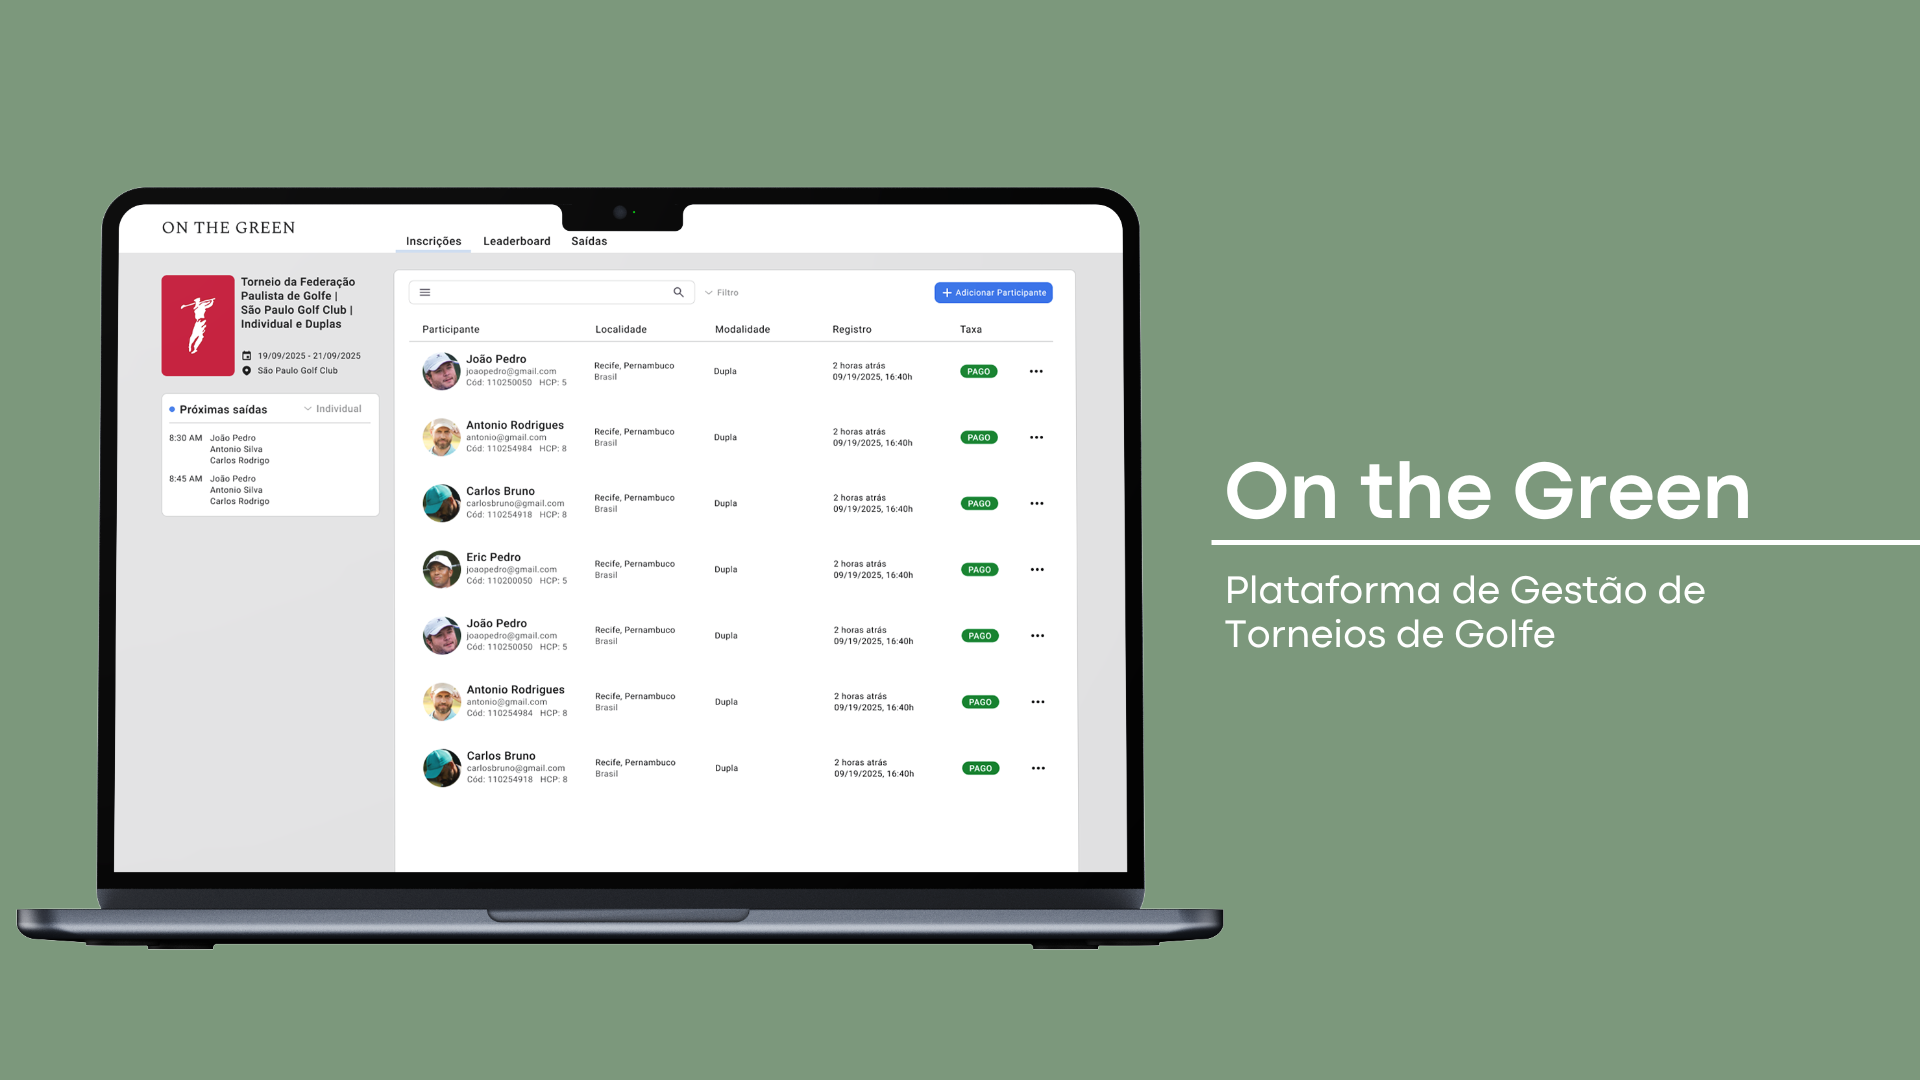 ON THE GREEN
Inscrições
Leaderboard
Saídas
Torneio da Federação
Paulista de Golfe |
São Paulo Golf Club |
Individual e Duplas
19/09/2025 - 21/09/2025
São Paulo Golf Club
Próximas saídas
Individual
8:30 AM João Pedro
Antonio Silva
Carlos Rodrigo
8:45 AM João Pedro
Antonio Silva
Carlos Rodrigo
Filtro
Adicionar Participante
Participante Localidade Modalidade Registro Taxa
João Pedro
joaopedro@gmail.com
Cód: 110250050 HCP: 5
Recife, Pernambuco
Brasil
Dupla
2 horas atrás
09/19/2025, 16:40h
PAGO
Antonio Rodrigues
antonio@gmail.com
Cód: 110254984 HCP: 8
Recife, Pernambuco
Brasil
Dupla
2 horas atrás
09/19/2025, 16:40h
PAGO
Carlos Bruno
carlosbruno@gmail.com
Cód: 110254918 HCP: 8
Recife, Pernambuco
Brasil
Dupla
2 horas atrás
09/19/2025, 16:40h
PAGO
Eric Pedro
joaopedro@gmail.com
Cód: 110200050 HCP: 5
Recife, Pernambuco
Brasil
Dupla
2 horas atrás
09/19/2025, 16:40h
PAGO
João Pedro
joaopedro@gmail.com
Cód: 110250050 HCP: 5
Recife, Pernambuco
Brasil
Dupla
2 horas atrás
09/19/2025, 16:40h
PAGO
Antonio Rodrigues
antonio@gmail.com
Cód: 110254984 HCP: 8
Recife, Pernambuco
Brasil
Dupla
2 horas atrás
09/19/2025, 16:40h
PAGO
Carlos Bruno
carlosbruno@gmail.com
Cód: 110254918 HCP: 8
Recife, Pernambuco
Brasil
Dupla
2 horas atrás
09/19/2025, 16:40h
PAGO
On the Green
Plataforma de Gestão de
Torneios de Golfe